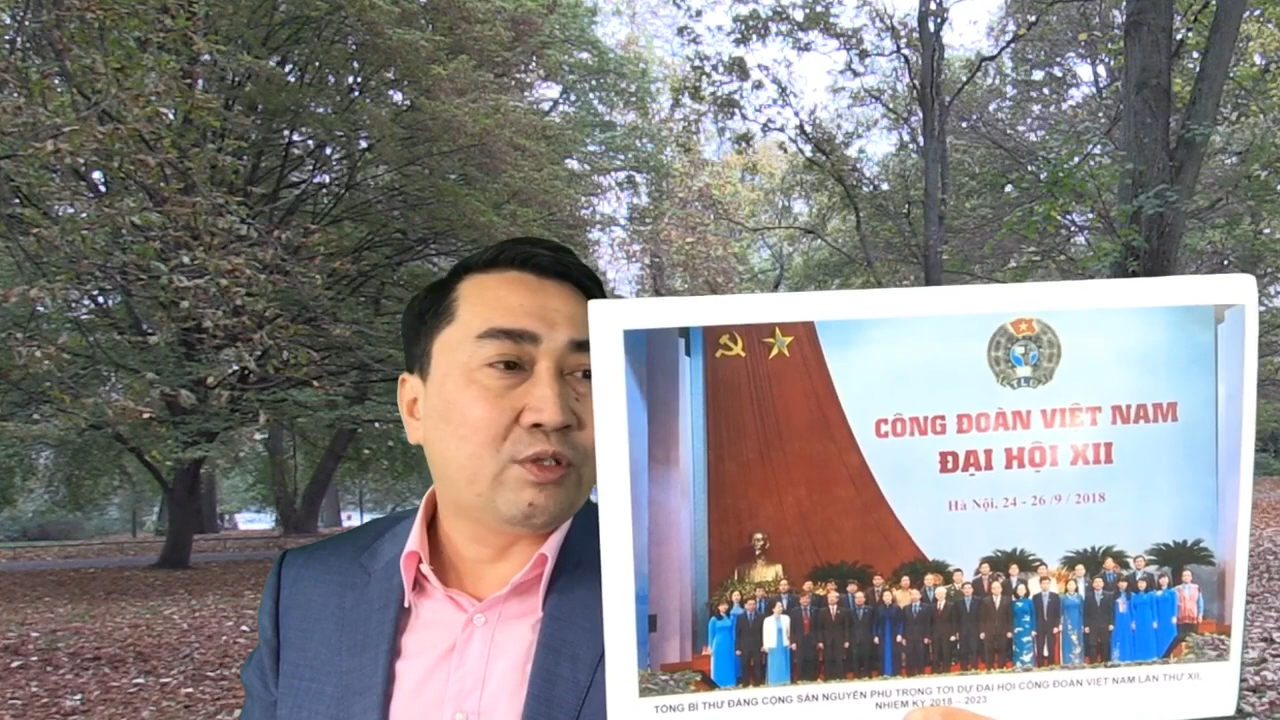 TLĐ
CÔNG ĐOÀN VIỆT NAM
ĐẠI HỘI XII
Hà Nội, 24 - 26 /9 / 2018
TỔNG BÍ THƯ ĐẢNG CỘNG SẢN NGUYỄN PHÚ TRỌNG TỚI DỰ ĐẠI HỘI CÔNG ĐOÀN VIỆT NAM LẦN THỨ XII,
NHIỆM KỲ 2018 – 2023